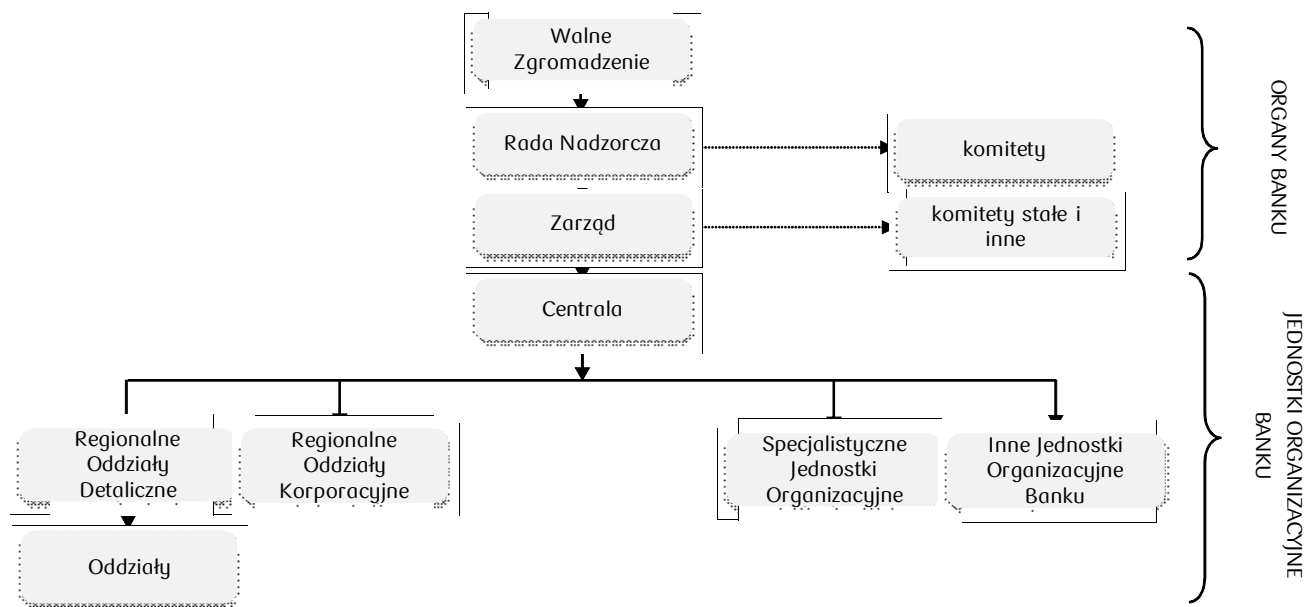 Walne
Zgromadzenie
Rada Nadzorcza
komitety
Zarząd
komitety stałe i
inne
ORGANY BANKU
Centrala
Regionalne
Oddziały
Detaliczne
Regionalne
Oddziały
Korporacyjne
Specjalistyczne
Jednostki
Organizacyjne
Inne Jednostki
Organizacyjne
Banku
Oddziały
JEDNOSTKI ORGANIZACYJNE
BANKU